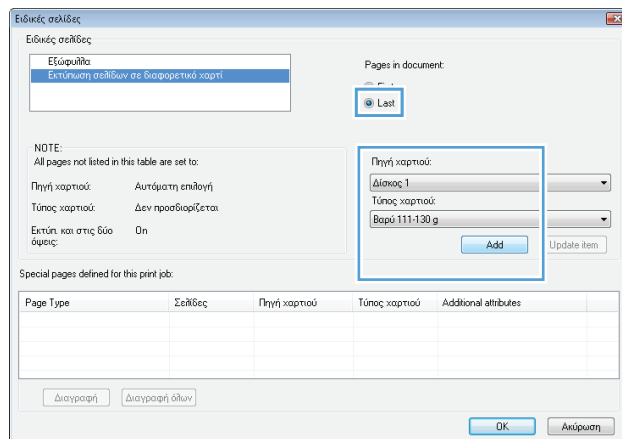 Ειδικές σελίδες
Ειδικές σελίδες
Εξώφυλλα
Εκτύπωση σελίδων σε διαφορετικό χαρτί
Pages in document:
Last
NOTE:
All pages not listed in this table are set to:
Πηγή χαρτιού: Αυτόματη επιλογή
Τύπος χαρτιού: Δεν προσδιορίζεται
Εκτύπ. και στις δύο όψεις: On
Πηγή χαρτιού:
Δίσκος 1
Τύπος χαρτιού:
Βαρύ 111-130 g
Add Update item
Special pages defined for this print job:
Page Type Σελίδες Πηγή χαρτιού Τύπος χαρτιού Additional attributes
Διαγραφή Διαγραφή όλων
OK Ακύρωση